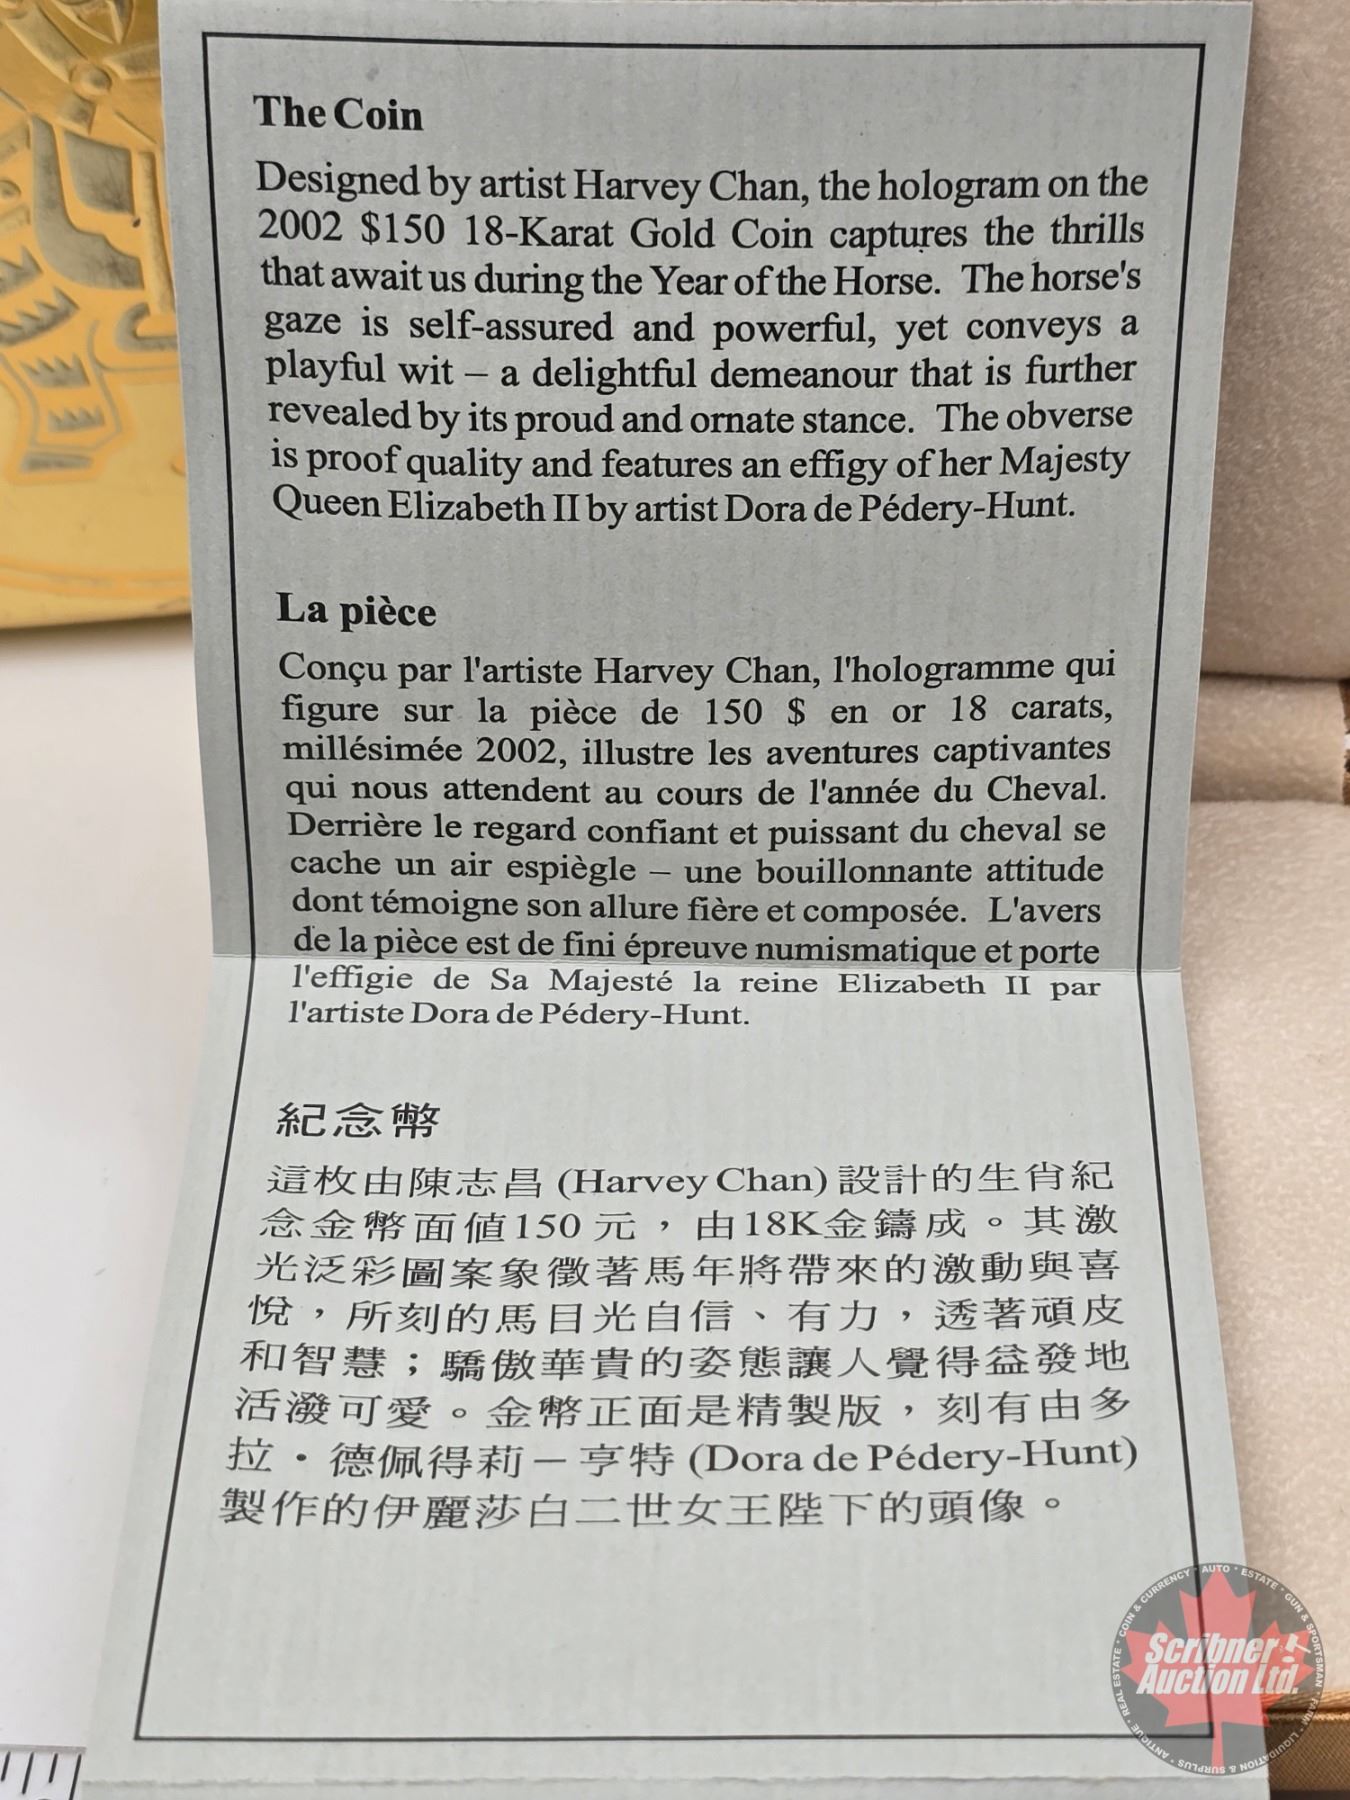 The Coin
Designed by artist Harvey Chan, the hologram on the
2002 $150 18-Karat Gold Coin captures the thrills
that await us during the Year of the Horse. The horse's
gaze is self-assured and powerful, yet conveys a
playful wit – a delightful demeanour that is further
revealed by its proud and ornate stance. The obverse
is proof quality and features an effigy of her Majesty
Queen Elizabeth II by artist Dora de Pédery-Hunt.
La pièce
Conçu par l'artiste Harvey Chan, l'hologramme qui
figure sur la pièce de 150 $ en or 18 carats,
millésimée 2002, illustre les aventures captivantes
qui nous attendent au cours de l'année du Cheval.
Derrière le regard confiant et puissant du cheval se
cache un air espiègle – une bouillonnante attitude
dont témoigne son allure fière et composée. L'avers
de la pièce est de fini épreuve numismatique et porte
l'effigie de Sa Majesté la reine Elizabeth II par
l'artiste Dora de Pédery-Hunt.
紀念幣
這枚由陳志昌 (Harvey Chan) 設計的生肖紀
念金幣面值150 元，由18K金鑄成。其激
光泛彩圖案象徵著馬年將帶來的激動與喜
悅，所刻的馬目光自信、有力，透著頑皮
和智慧；驕傲華貴的姿態讓人覺得益發地
活潑可愛。金幣正面是精製版，刻有由多
拉・德佩得莉－亨特 (Dora de Pédery-Hunt)
製作的伊麗莎白二世女王陛下的頭像。
Scribner
Auction Ltd.
COIN & CURRENCY • AUTO • ESTATE • GUN & SPORTSMAN • FARM • LIQUIDATION & SURPLUS • ANTIQUE • REAL ESTATE •